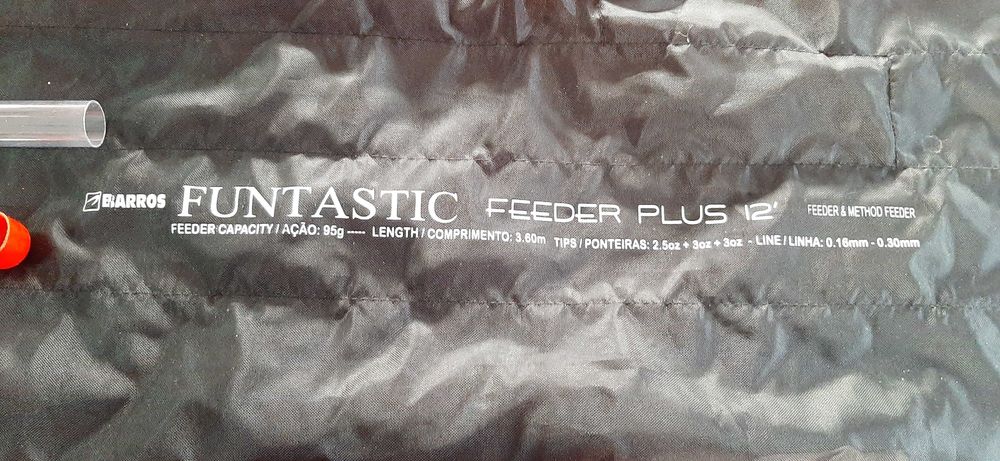 BARROS FUNTASTIC FEEDER PLUS 12' FEEDER & METHOD FEEDER
FEEDER CAPACITY / AÇÃO: 95g ----- LENGTH / COMPRIMENTO: 3.60m TIPS / PONTEIRAS: 2.5oz + 3oz + 3oz - LINE / LINHA: 0.16mm - 0.30mm